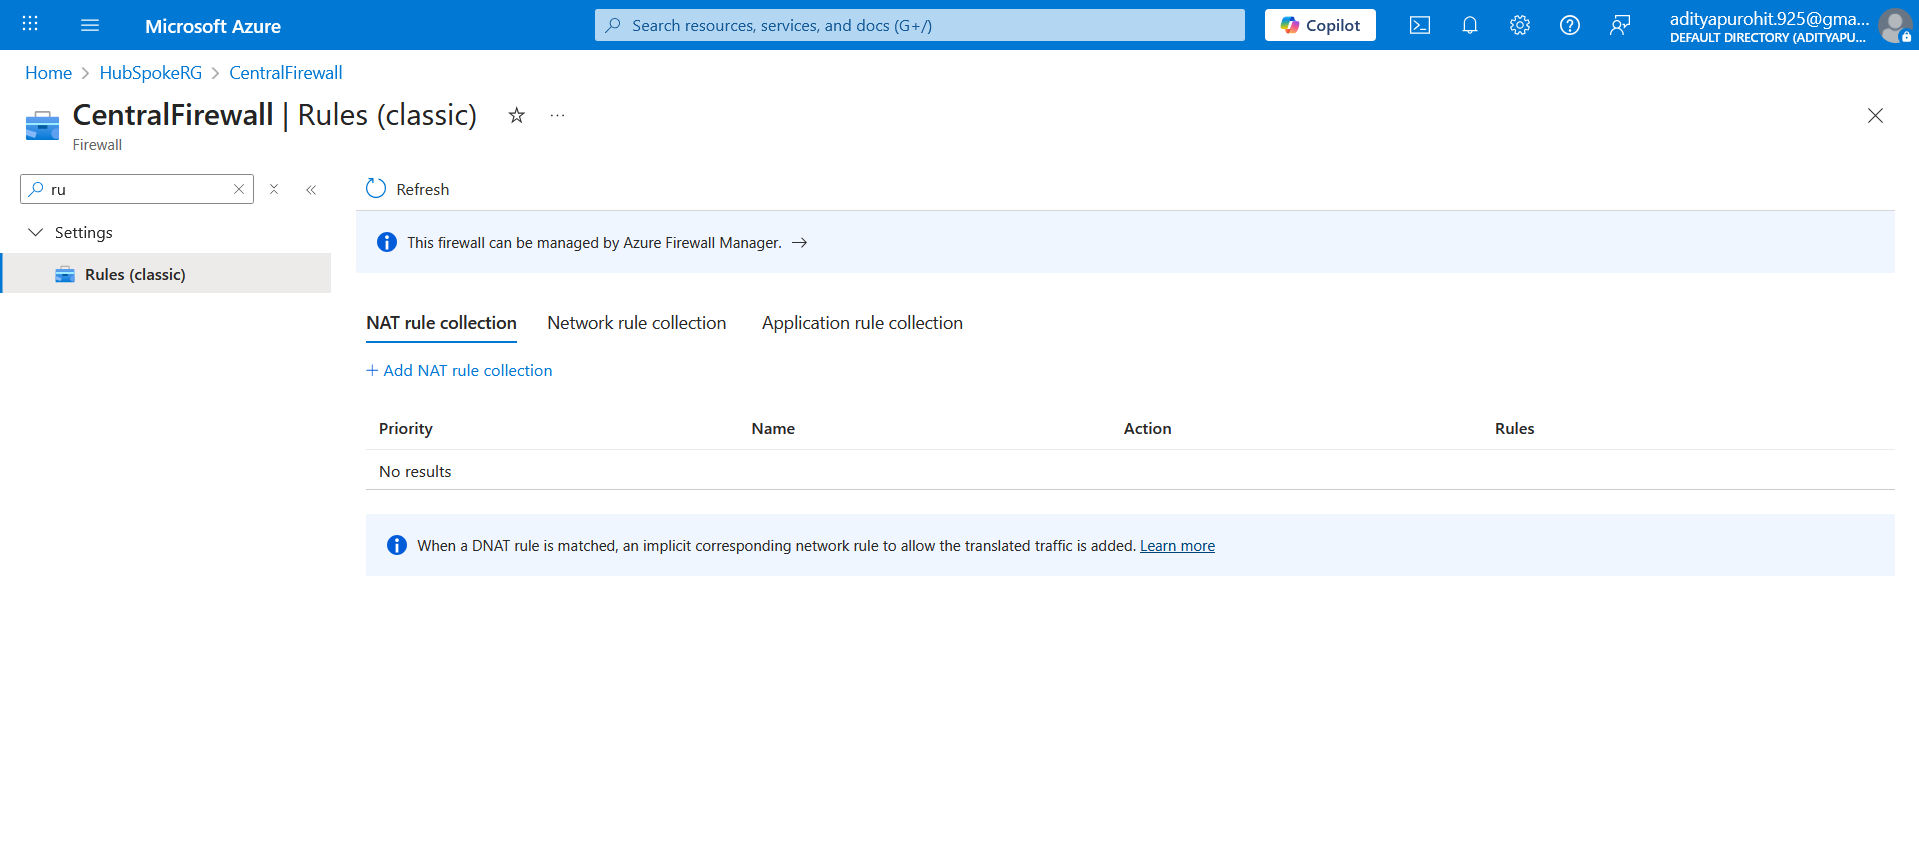 Microsoft Azure
Search resources, services, and docs (G+/)
Copilot
adityapurohit.925@gma...
DEFAULT DIRECTORY (ADITYAPU...
Home > HubSpokeRG > CentralFirewall
CentralFirewall | Rules (classic)
Firewall
ru
Refresh
Settings
Rules (classic)
This firewall can be managed by Azure Firewall Manager. →
NAT rule collection Network rule collection Application rule collection
+ Add NAT rule collection
Priority Name Action Rules
No results
When a DNAT rule is matched, an implicit corresponding network rule to allow the translated traffic is added. Learn more